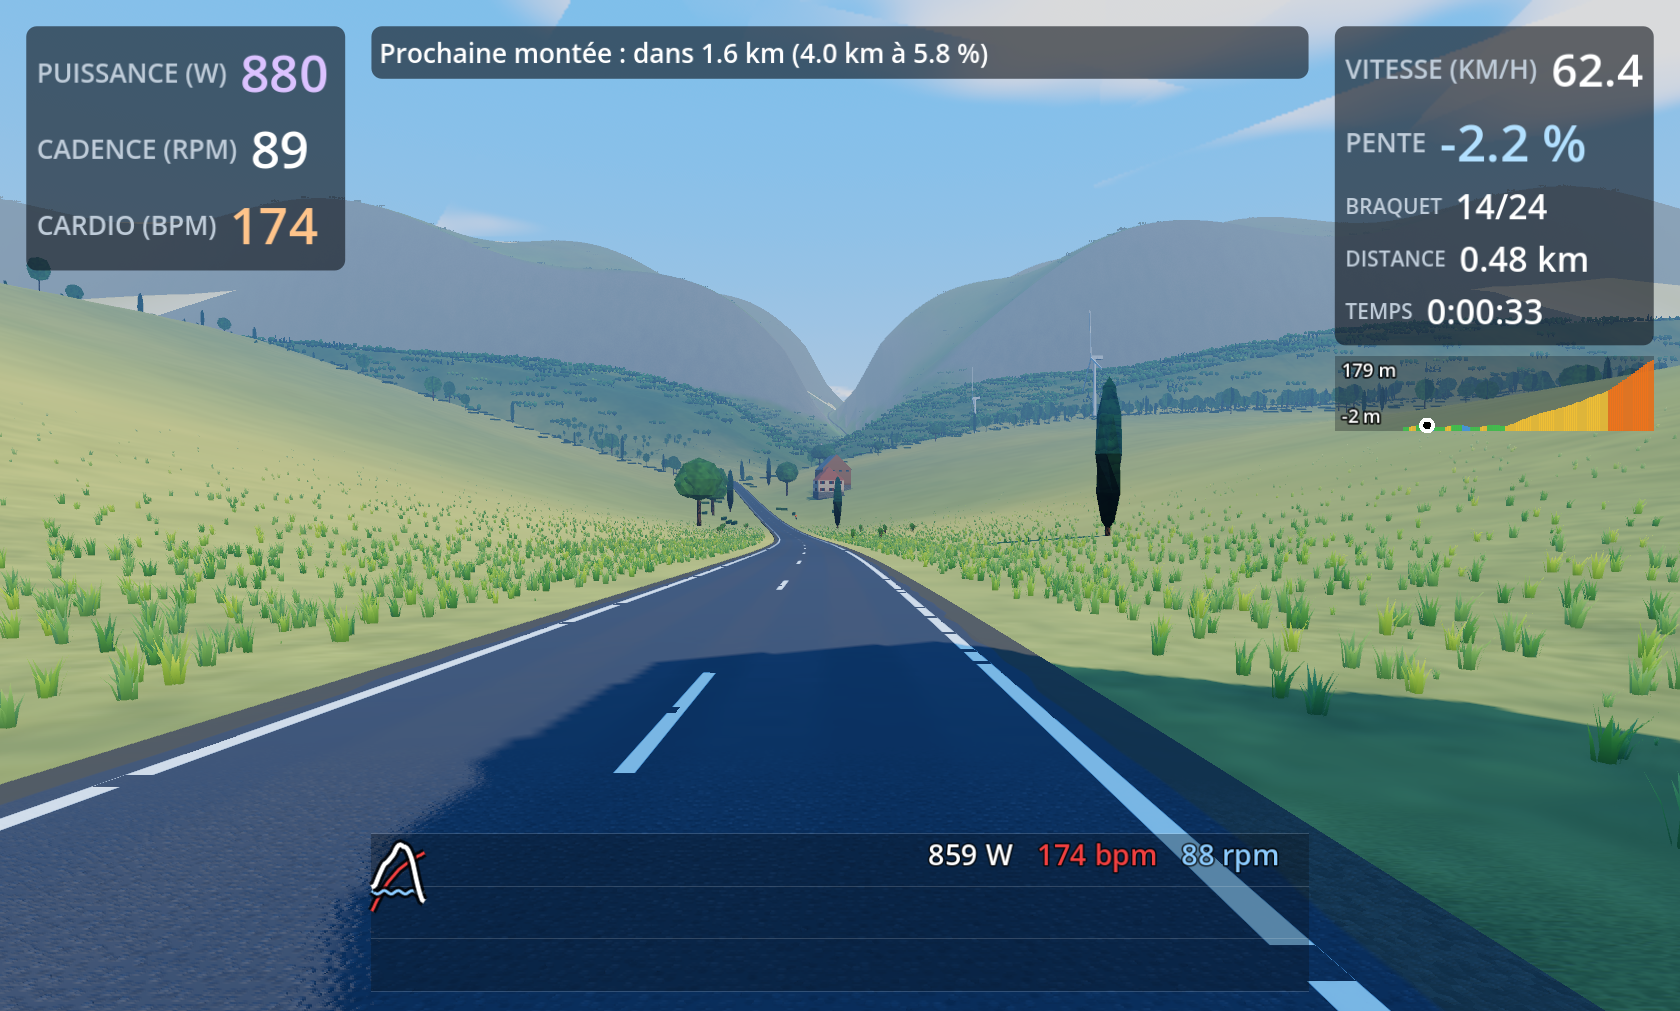 PUISSANCE (W) 880
CADENCE (RPM) 89
CARDIO (BPM) 174
Prochaine montée : dans 1.6 km (4.0 km à 5.8 %)
VITESSE (KM/H) 62.4
PENTE -2.2 %
BRAQUET 14/24
DISTANCE 0.48 km
TEMPS 0:00:33
179 m
-2 m
859 W 174 bpm 88 rpm